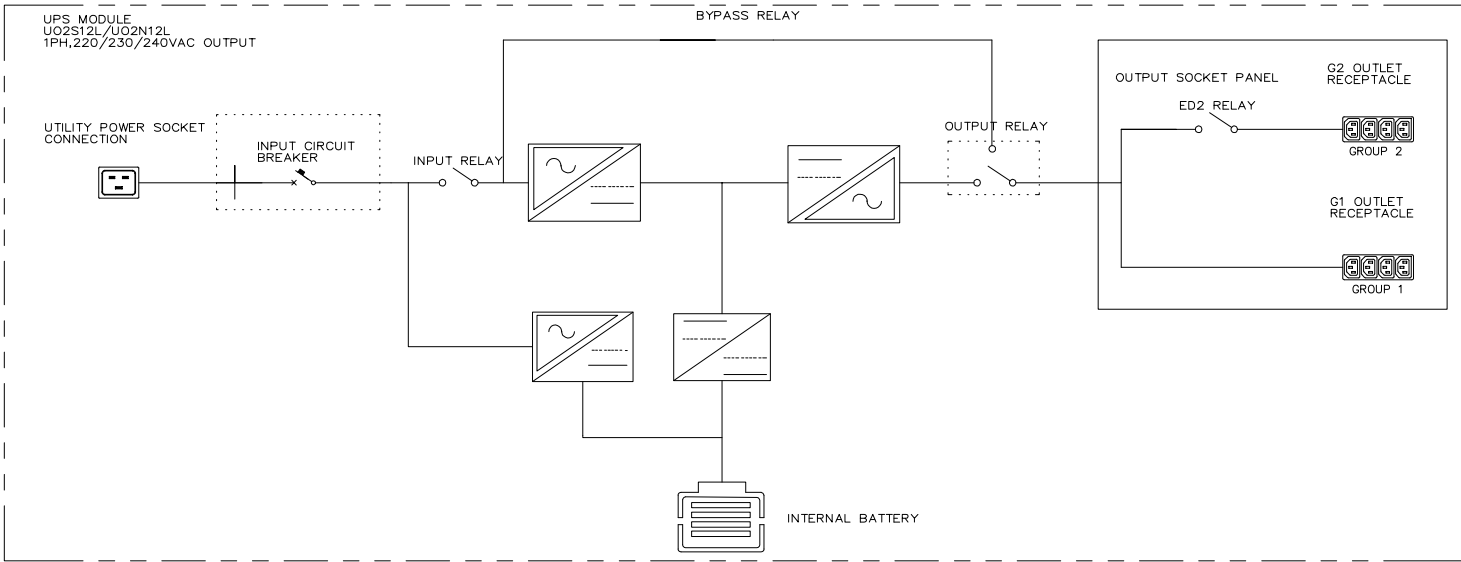 UPS MODULE
UO2S12L/UO2N12L
1PH,220/230/240VAC OUTPUT
BYPASS RELAY
UTILITY POWER SOCKET
CONNECTION
INPUT CIRCUIT
BREAKER
INPUT RELAY
OUTPUT RELAY
OUTPUT SOCKET PANEL
G2 OUTLET
RECEPTACLE
ED2 RELAY
GROUP 2
G1 OUTLET
RECEPTACLE
GROUP 1
INTERNAL BATTERY